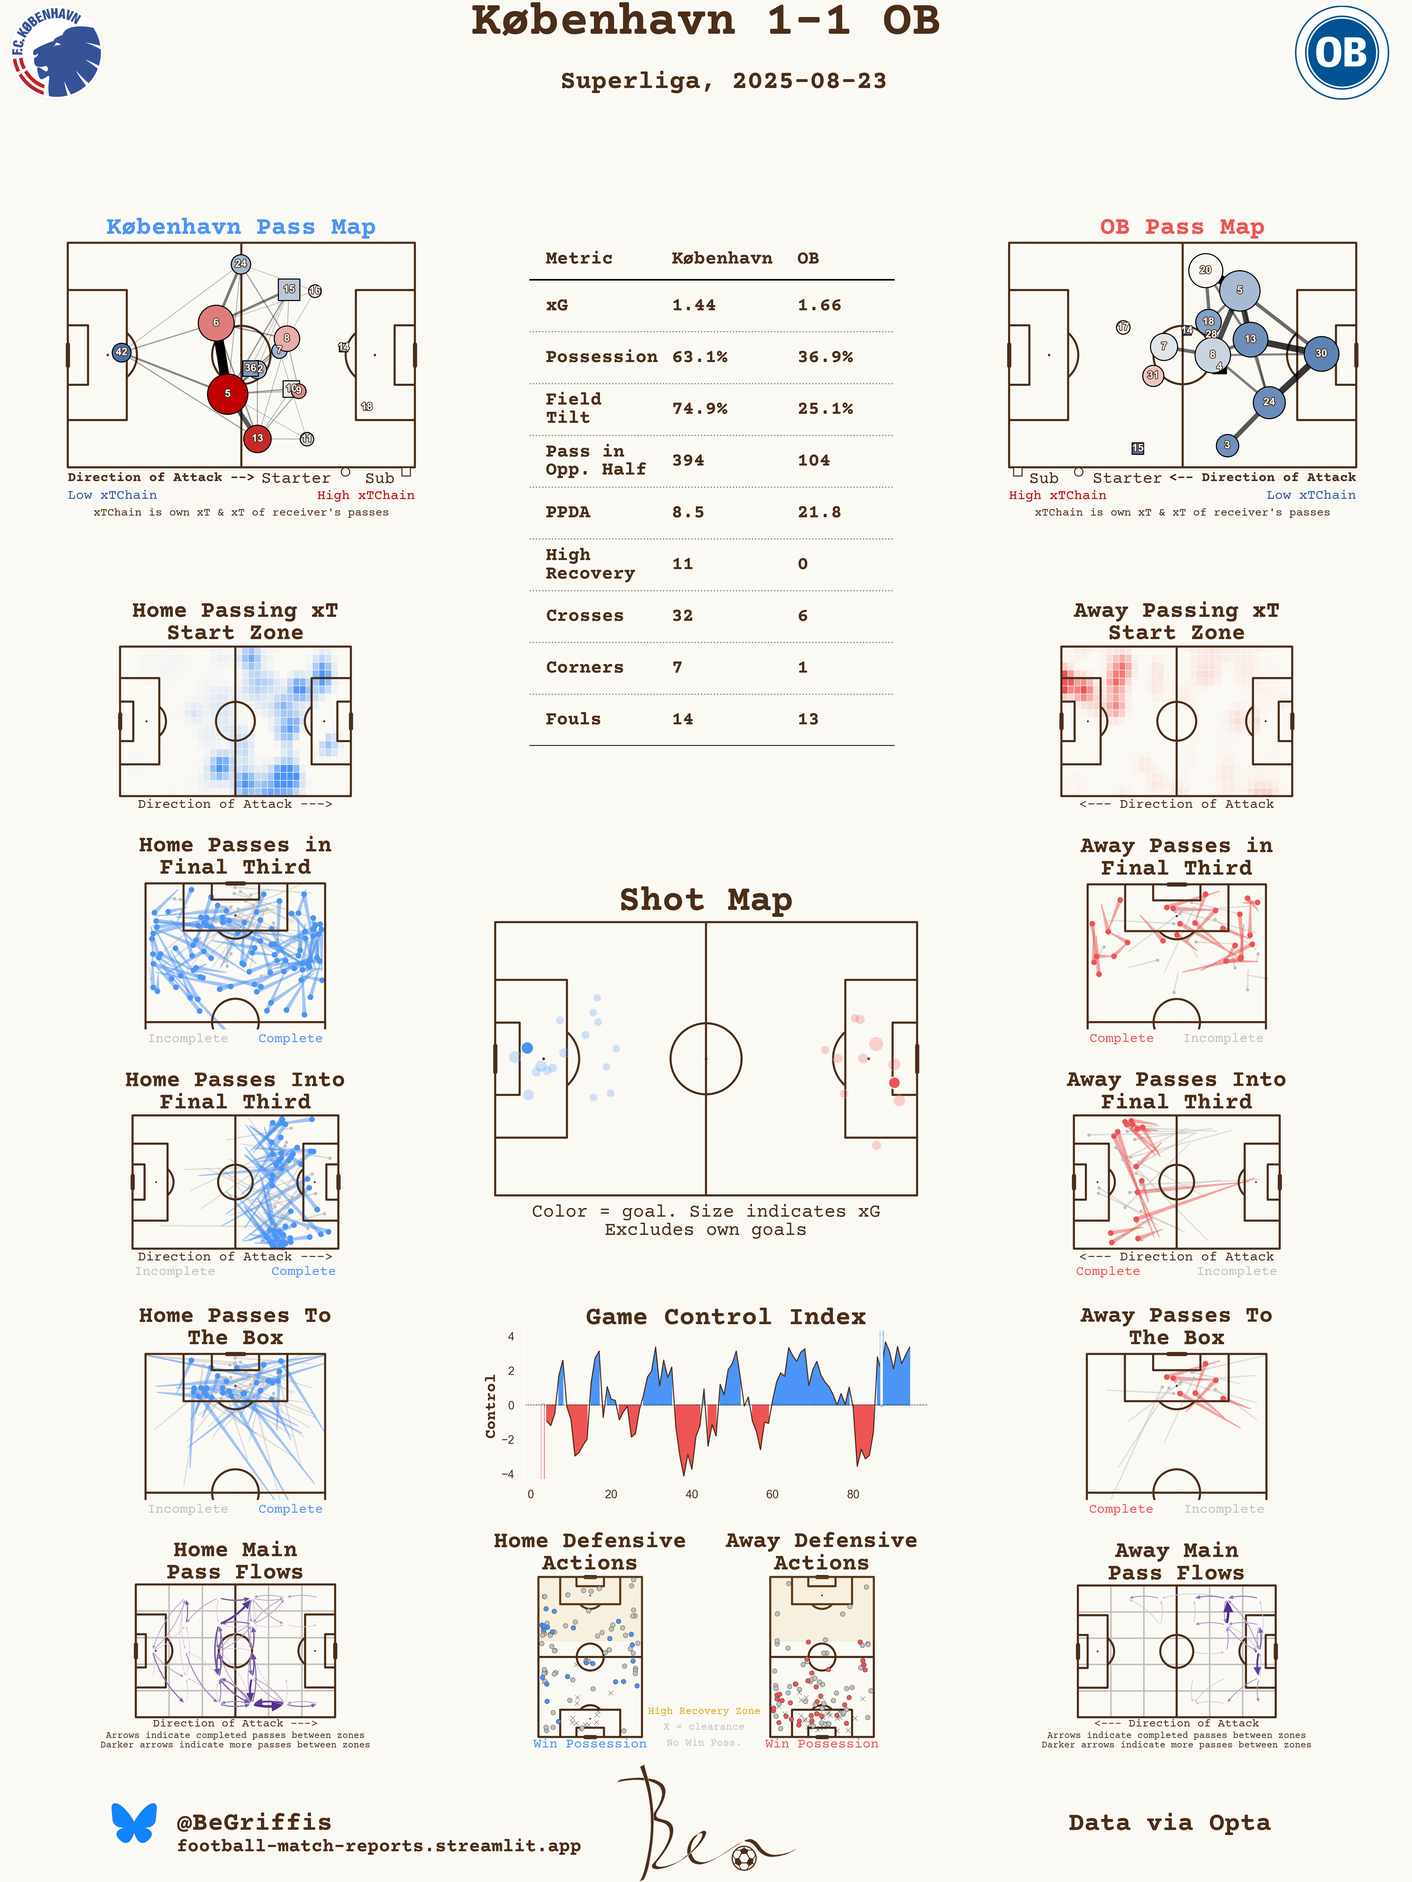 København 1-1 OB
Superliga, 2025-08-23
F.C. KØBENHAVN
OB
København Pass Map
24
15
16
6
8
7
42
14
36
2
10
9
5
18
13
11
Direction of Attack --> Starter Sub
Low xTChain High xTChain
xTChain is own xT & xT of receiver's passes
Metric København OB
xG 1.44 1.66
Possession 63.1% 36.9%
Field
Tilt 74.9% 25.1%
Pass in
Opp. Half 394 104
PPDA 8.5 21.8
High
Recovery 11 0
Crosses 32 6
Corners 7 1
Fouls 14 13
OB Pass Map
20
5
18
17
14
28
13
7
8
30
4
31
24
3
15
Sub Starter <-- Direction of Attack
High xTChain Low xTChain
xTChain is own xT & xT of receiver's passes
Home Passing xT
Start Zone
Direction of Attack --->
Away Passing xT
Start Zone
<--- Direction of Attack
Home Passes in
Final Third
Incomplete Complete
Away Passes in
Final Third
Complete Incomplete
Shot Map
Color = goal. Size indicates xG
Excludes own goals
Home Passes Into
Final Third
Direction of Attack --->
Incomplete Complete
Away Passes Into
Final Third
<--- Direction of Attack
Complete Incomplete
Home Passes To
The Box
Incomplete Complete
Game Control Index
Control
4
2
0
−2
−4
0 20 40 60 80
Away Passes To
The Box
Complete Incomplete
Home Main
Pass Flows
Direction of Attack --->
Arrows indicate completed passes between zones
Darker arrows indicate more passes between zones
Home Defensive
Actions
Win Possession
High Recovery Zone
X = clearance
No Win Poss.
Away Defensive
Actions
Win Possession
Away Main
Pass Flows
<--- Direction of Attack
Arrows indicate completed passes between zones
Darker arrows indicate more passes between zones
@BeGriffis
football-match-reports.streamlit.app
Ben
Data via Opta